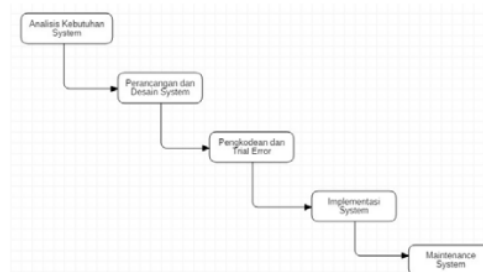 Analisis Kebutuhan
System
Perancangan dan
Desain System
Pengkodean dan
Trial Error
Implementasi
System
Maintenance
System